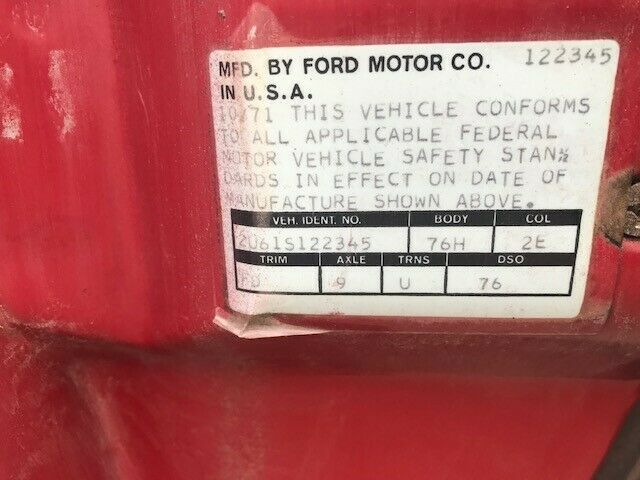 MFD. BY FORD MOTOR CO. 122345
IN U.S.A.
10/71 THIS VEHICLE CONFORMS
TO ALL APPLICABLE FEDERAL
MOTOR VEHICLE SAFETY STAN½
DARDS IN EFFECT ON DATE OF
MANUFACTURE SHOWN ABOVE.
VEH. IDENT. NO. BODY COL
2U61S122345 76H 2E
TRIM AXLE TRNS DSO
9 U 76